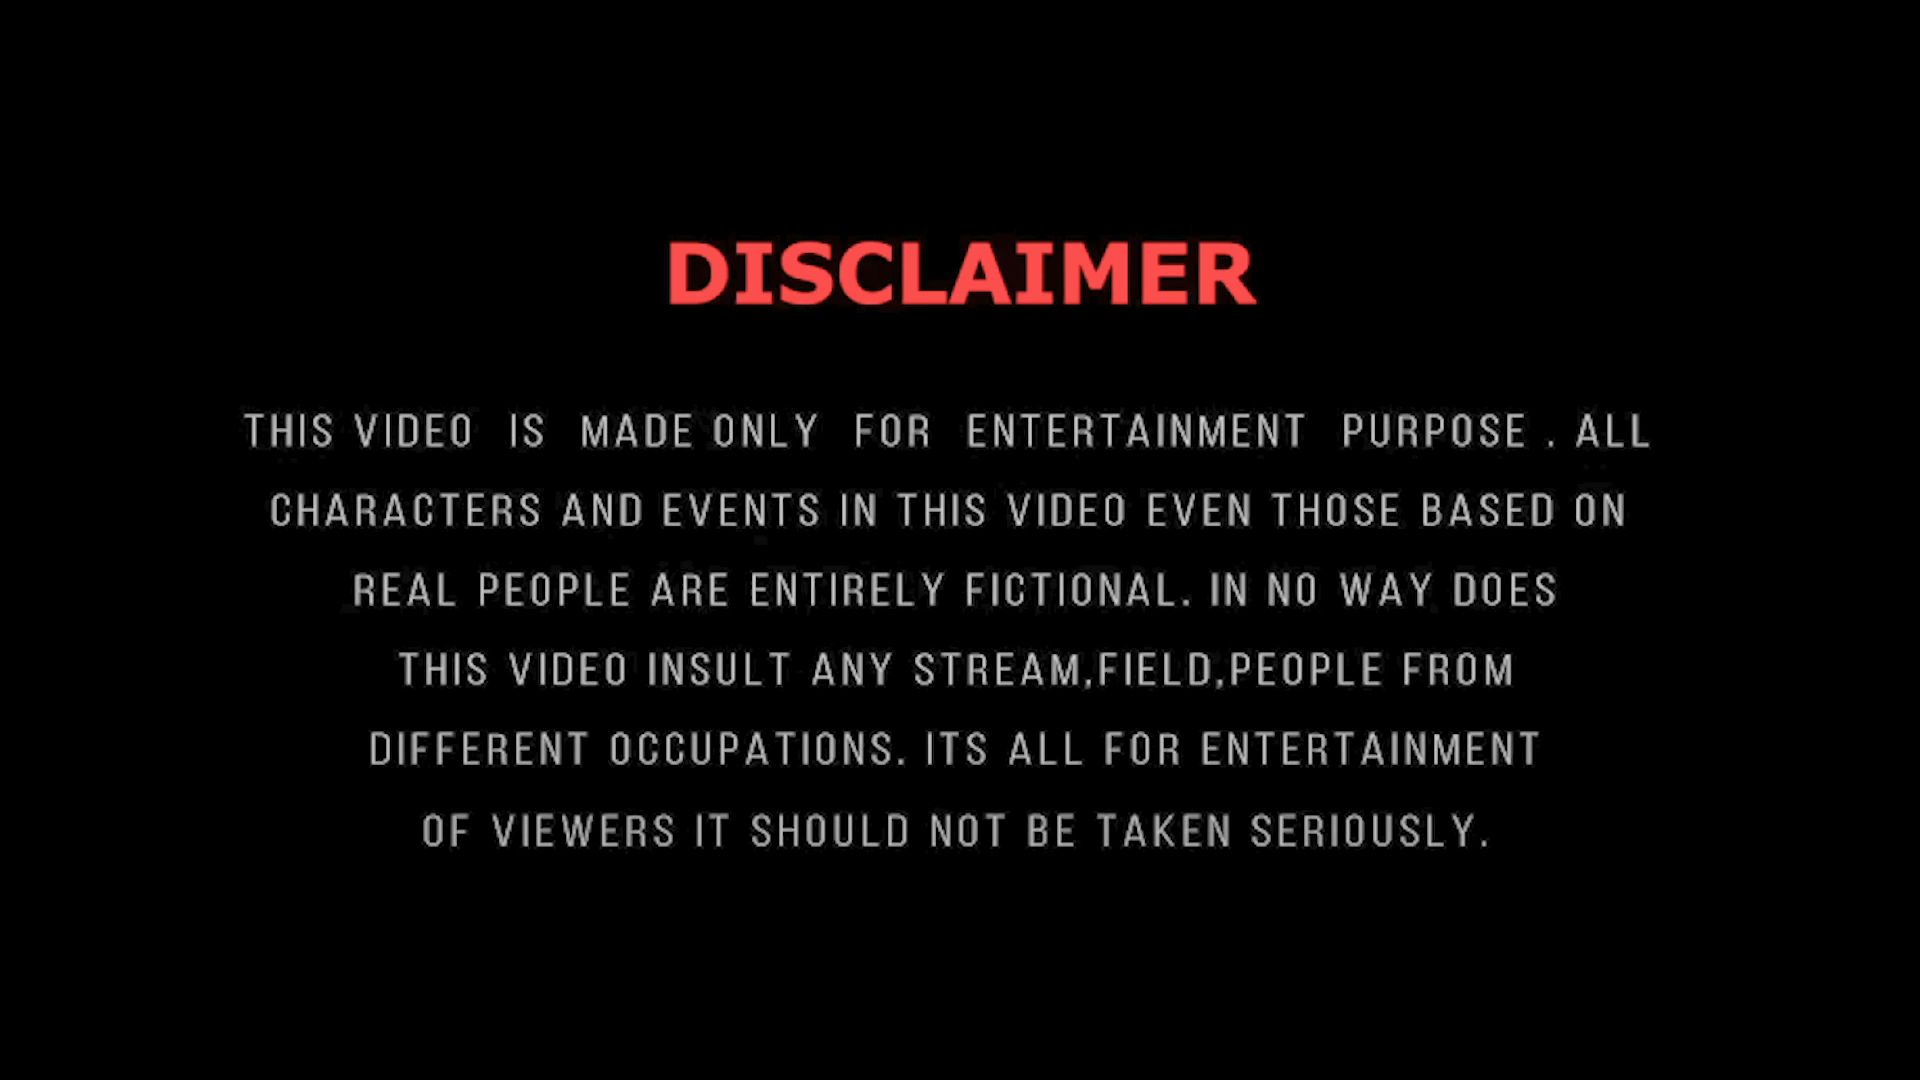 DISCLAIMER
THIS VIDEO IS MADE ONLY FOR ENTERTAINMENT PURPOSE . ALL
CHARACTERS AND EVENTS IN THIS VIDEO EVEN THOSE BASED ON
REAL PEOPLE ARE ENTIRELY FICTIONAL. IN NO WAY DOES
THIS VIDEO INSULT ANY STREAM,FIELD,PEOPLE FROM
DIFFERENT OCCUPATIONS. ITS ALL FOR ENTERTAINMENT
OF VIEWERS IT SHOULD NOT BE TAKEN SERIOUSLY.